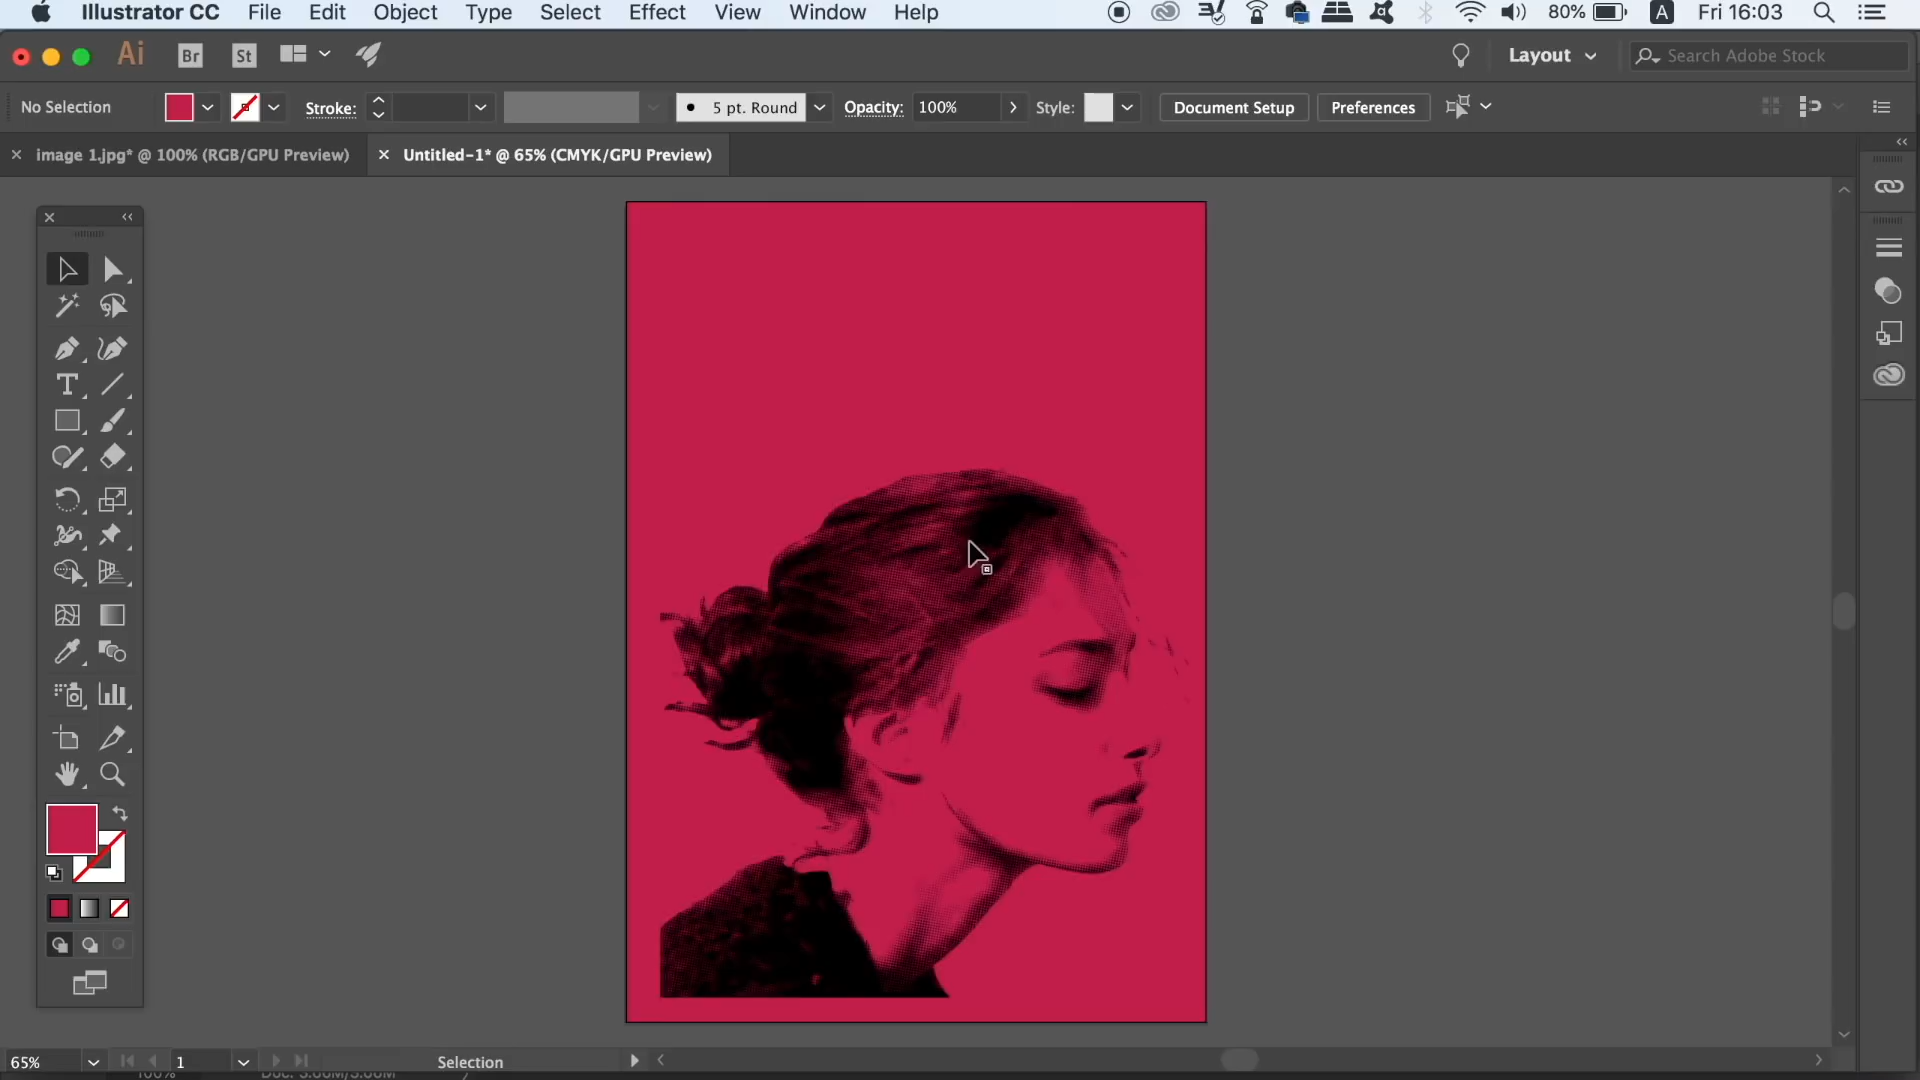 Illustrator CC File Edit Object Type Select Effect View Window Help 80% A Fri 16:03
Ai Br St Layout Search Adobe Stock
No Selection Stroke: 5 pt. Round Opacity: 100% Style: Document Setup Preferences
image 1.jpg* @ 100% (RGB/GPU Preview) Untitled-1* @ 65% (CMYK/GPU Preview)
65% 1 Selection